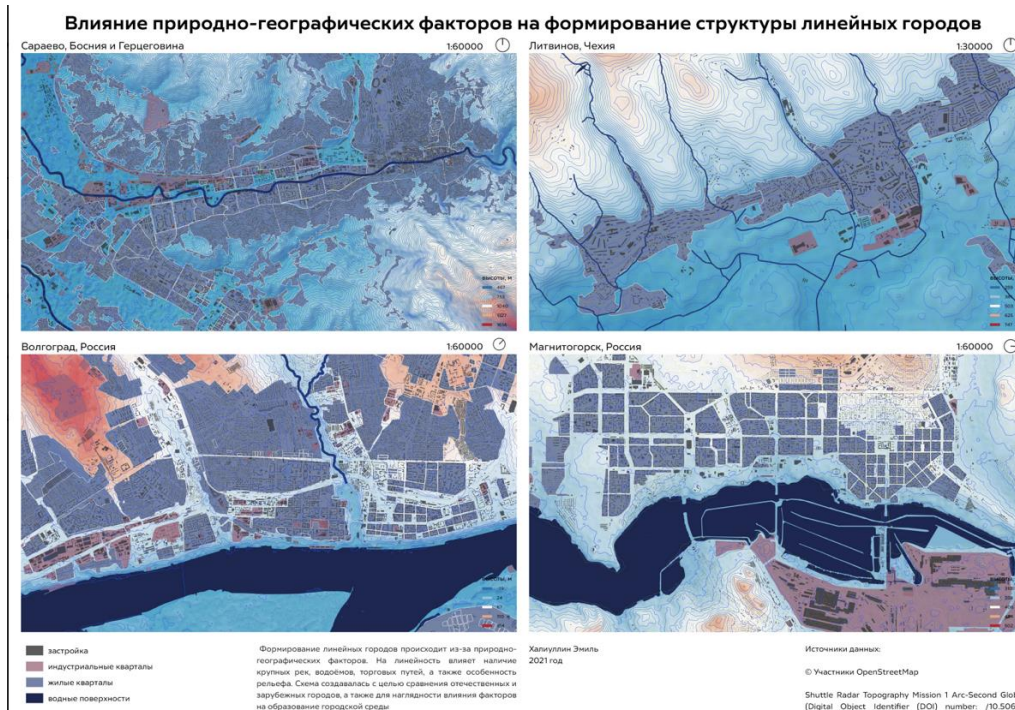 Влияние природно-географических факторов на формирование структуры линейных городов
Сараево, Босния и Герцеговина
1:60000
Литвинов, Чехия
1:30000
высоты, м
Волгоград, Россия
1:60000
Магнитогорск, Россия
1:60000
застройка
индустриальные кварталы
жилые кварталы
водные поверхности
Формирование линейных городов происходит из-за природно-
географических факторов. На линейность влияет наличие
крупных рек, водоёмов, торговых путей, а также особенность
рельефа. Схема создавалась с целью сравнения отечественных и
зарубежных городов, а также для наглядности влияния факторов
на образование городской среды
Халиуллин Эмиль
2021 год
Источники данных:
© Участники OpenStreetMap
Shuttle Radar Topography Mission 1 Arc-Second Glob
(Digital Object Identifier (DOI) number: /10.506